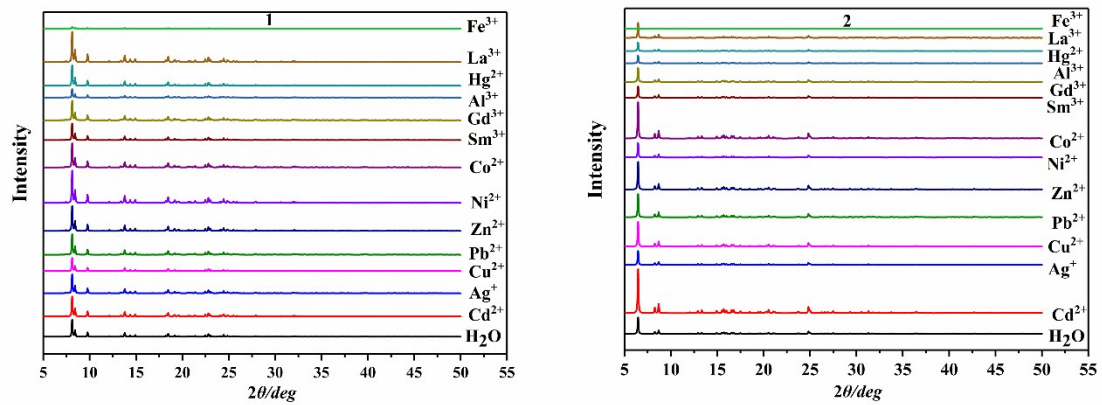 1
Fe3+
La3+
Hg2+
Al3+
Gd3+
Sm3+
Co2+
Ni2+
Zn2+
Pb2+
Cu2+
Ag+
Cd2+
H2O
Intensity
5 10 15 20 25 30 35 40 45 50 55
2θ/deg
2
Fe3+
La3+
Hg2+
Al3+
Gd3+
Sm3+
Co2+
Ni2+
Zn2+
Pb2+
Cu2+
Ag+
Cd2+
H2O
Intensity
5 10 15 20 25 30 35 40 45 50 55
2θ/deg